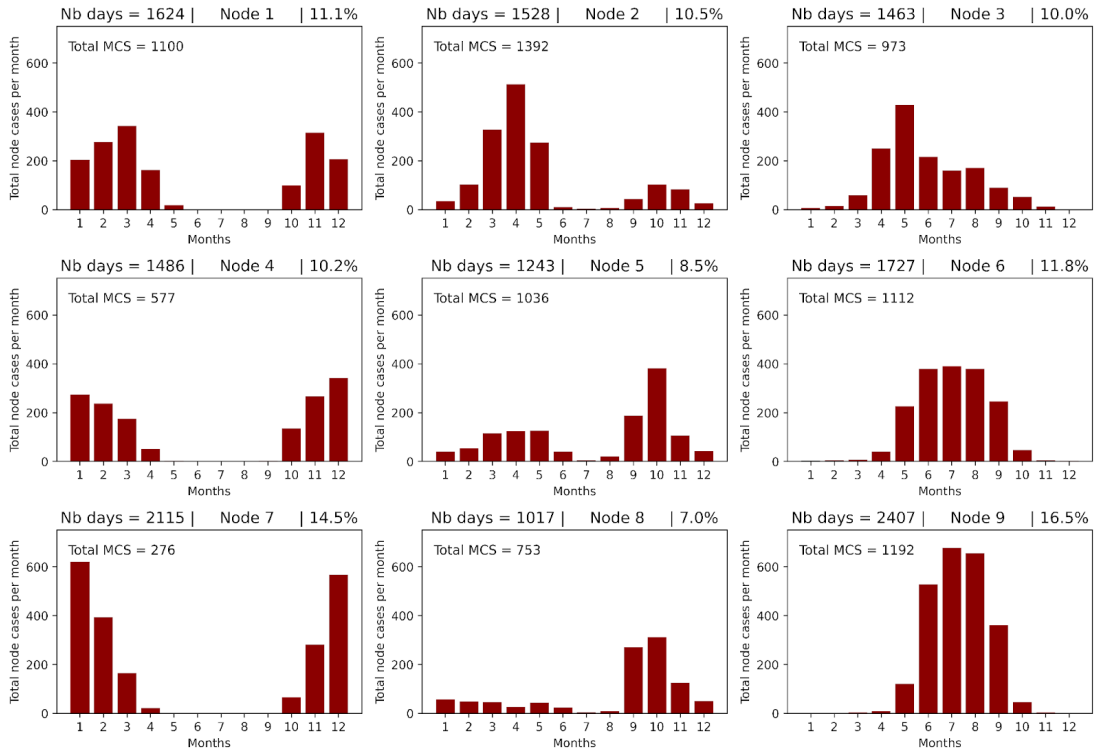 Nb days = 1624 | Node 1 | 11.1%
Total MCS = 1100
Total node cases per month
600
400
200
0
1 2 3 4 5 6 7 8 9 10 11 12
Months
Nb days = 1528 | Node 2 | 10.5%
Total MCS = 1392
Total node cases per month
600
400
200
0
1 2 3 4 5 6 7 8 9 10 11 12
Months
Nb days = 1463 | Node 3 | 10.0%
Total MCS = 973
Total node cases per month
600
400
200
0
1 2 3 4 5 6 7 8 9 10 11 12
Months
Nb days = 1486 | Node 4 | 10.2%
Total MCS = 577
Total node cases per month
600
400
200
0
1 2 3 4 5 6 7 8 9 10 11 12
Months
Nb days = 1243 | Node 5 | 8.5%
Total MCS = 1036
Total node cases per month
600
400
200
0
1 2 3 4 5 6 7 8 9 10 11 12
Months
Nb days = 1727 | Node 6 | 11.8%
Total MCS = 1112
Total node cases per month
600
400
200
0
1 2 3 4 5 6 7 8 9 10 11 12
Months
Nb days = 2115 | Node 7 | 14.5%
Total MCS = 276
Total node cases per month
600
400
200
0
1 2 3 4 5 6 7 8 9 10 11 12
Months
Nb days = 1017 | Node 8 | 7.0%
Total MCS = 753
Total node cases per month
600
400
200
0
1 2 3 4 5 6 7 8 9 10 11 12
Months
Nb days = 2407 | Node 9 | 16.5%
Total MCS = 1192
Total node cases per month
600
400
200
0
1 2 3 4 5 6 7 8 9 10 11 12
Months